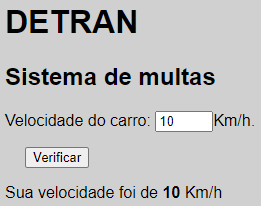 DETRAN
Sistema de multas
Velocidade do carro: 10 Km/h.
Verificar
Sua velocidade foi de 10 Km/h